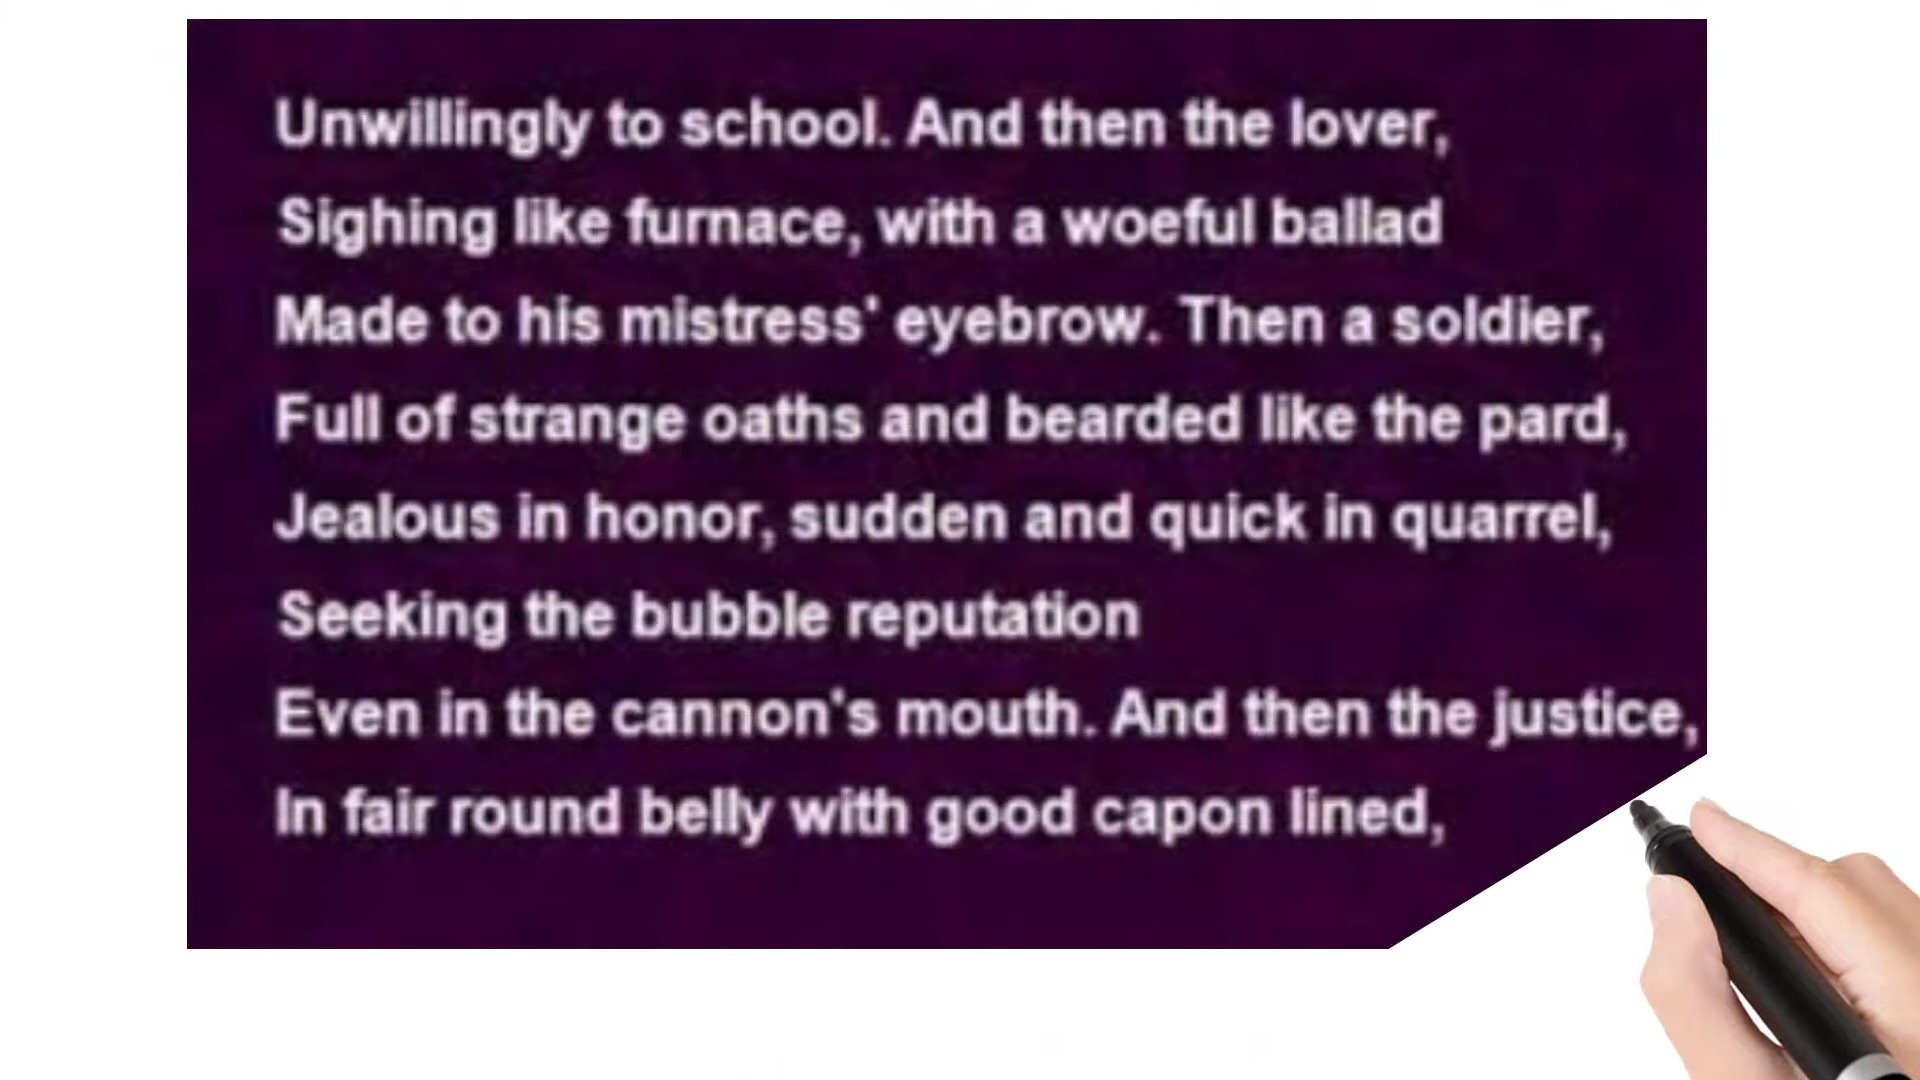 Unwillingly to school. And then the lover,
Sighing like furnace, with a woeful ballad
Made to his mistress' eyebrow. Then a soldier,
Full of strange oaths and bearded like the pard,
Jealous in honor, sudden and quick in quarrel,
Seeking the bubble reputation
Even in the cannon's mouth. And then the justice,
In fair round belly with good capon lined,